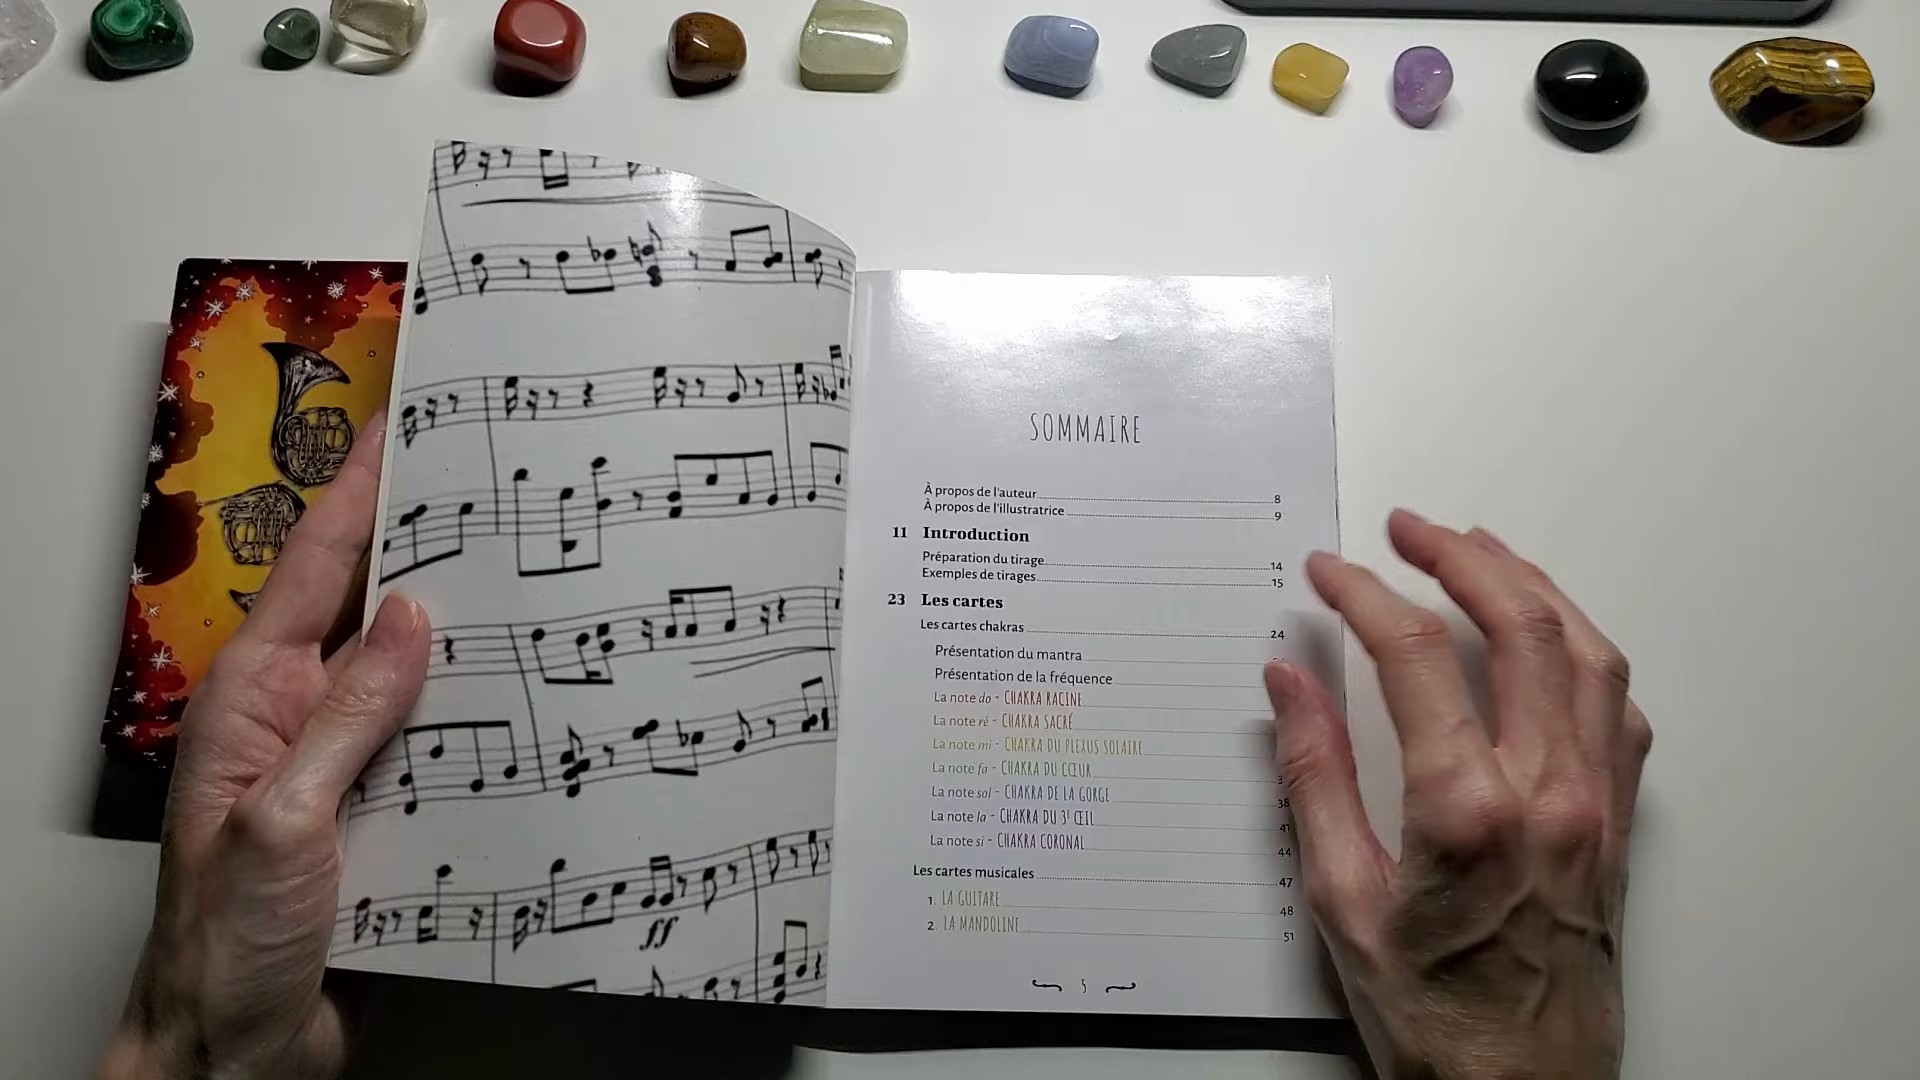 SOMMAIRE
À propos de l'auteur 8
À propos de l'illustratrice 9
11 Introduction
Préparation du tirage 14
Exemples de tirages 15
23 Les cartes
Les cartes chakras 24
Présentation du mantra
Présentation de la fréquence
La note do - CHAKRA RACINE
La note ré - CHAKRA SACRÉ
La note mi - CHAKRA DU PLEXUS SOLAIRE
La note fa - CHAKRA DU CŒUR
La note sol - CHAKRA DE LA GORGE 38
La note la - CHAKRA DU 3E ŒIL 41
La note si - CHAKRA CORONAL 44
Les cartes musicales 47
1. LA GUITARE 48
2. LA MANDOLINE 51
5
ff